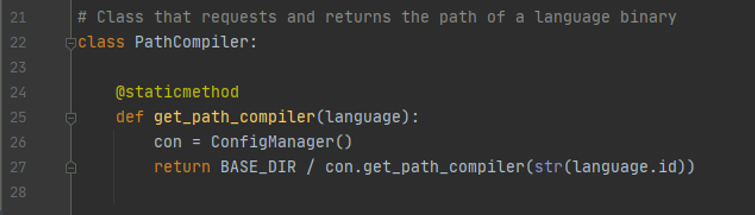 21 # Class that requests and returns the path of a language binary
22 class PathCompiler:
23
24     @staticmethod
25     def get_path_compiler(language):
26         con = ConfigManager()
27         return BASE_DIR / con.get_path_compiler(str(language.id))
28